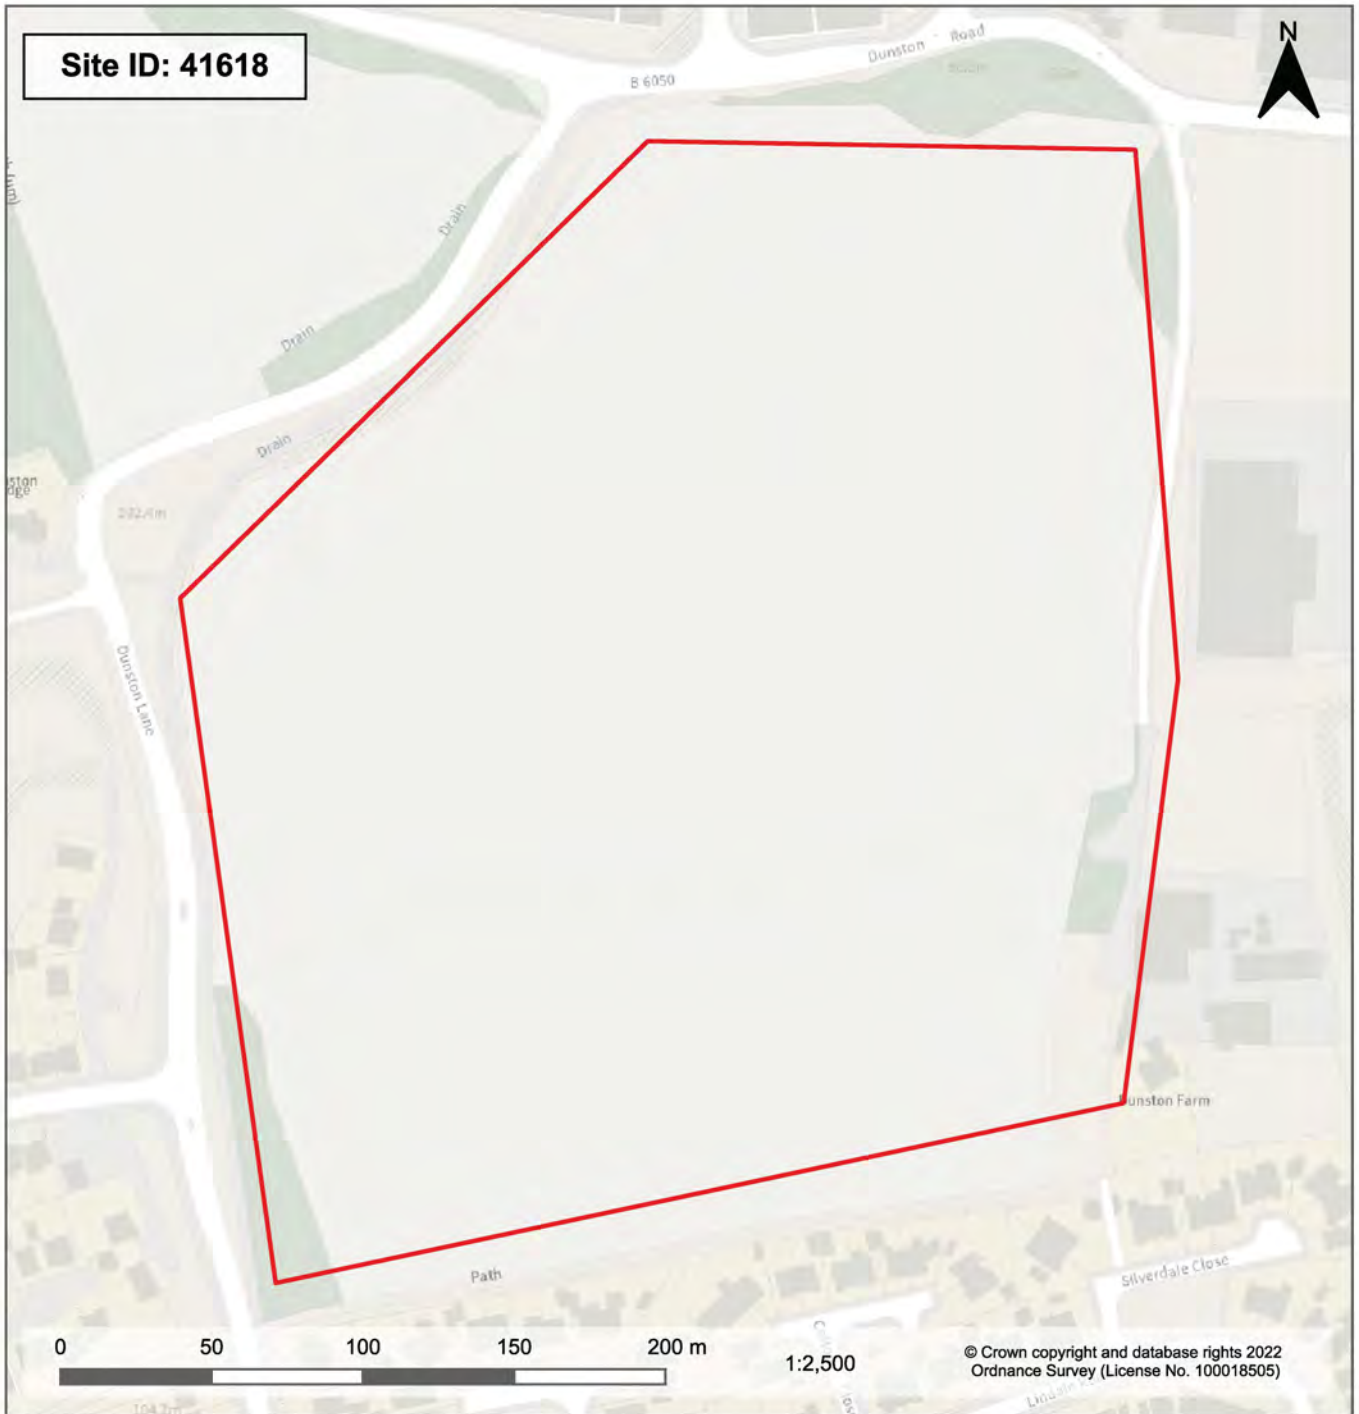 Site ID: 41618
N
Dunston Road
B 6050
Drain
Drain
Drain
Dunston Lane
Dunston Farm
Silverdale Close
Path
0 50 100 150 200 m
1:2,500
© Crown copyright and database rights 2022
Ordnance Survey (License No. 100018505)